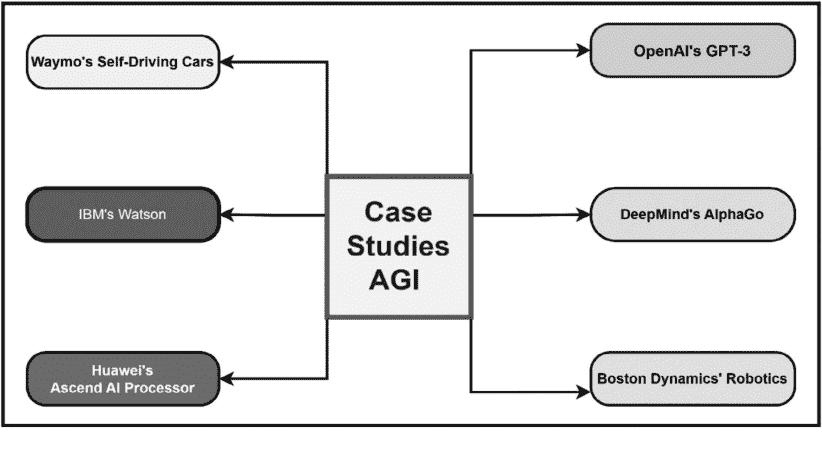 Waymo's Self-Driving Cars
OpenAI's GPT-3
IBM's Watson
Case
Studies
AGI
DeepMind's AlphaGo
Huawei's
Ascend AI Processor
Boston Dynamics' Robotics